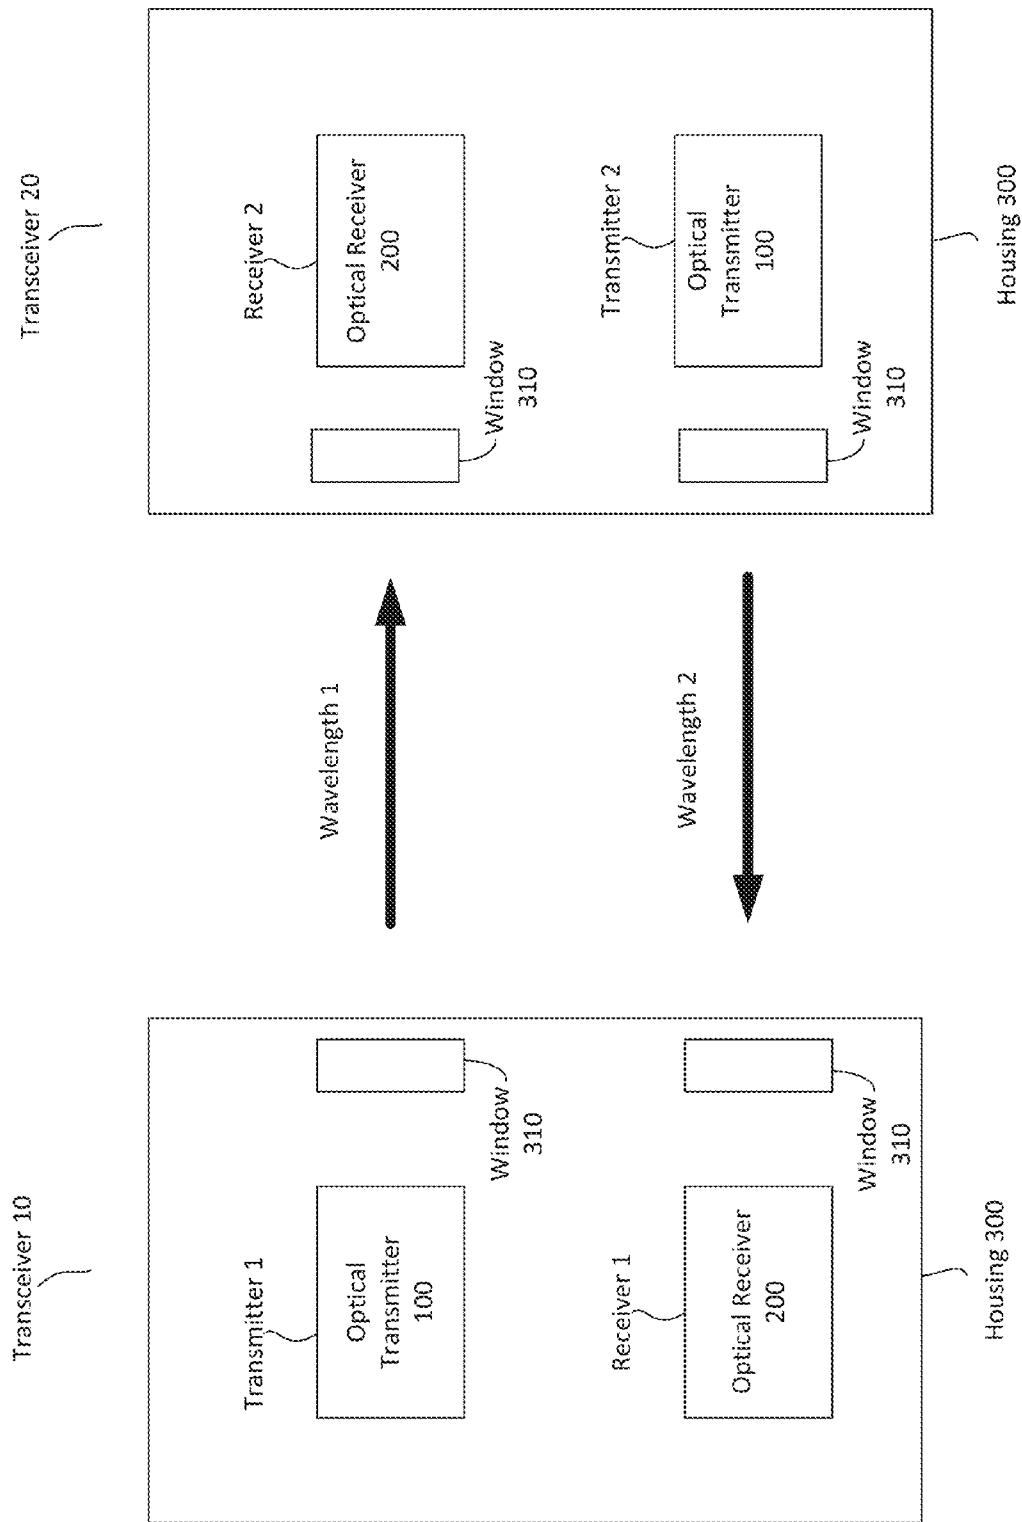 Transceiver 10
Transmitter 1
Optical
Transmitter
100
Window
310
Receiver 1
Optical Receiver
200
Window
310
Housing 300
Wavelength 1
Wavelength 2
Transceiver 20
Receiver 2
Optical Receiver
200
Window
310
Transmitter 2
Optical
Transmitter
100
Window
310
Housing 300